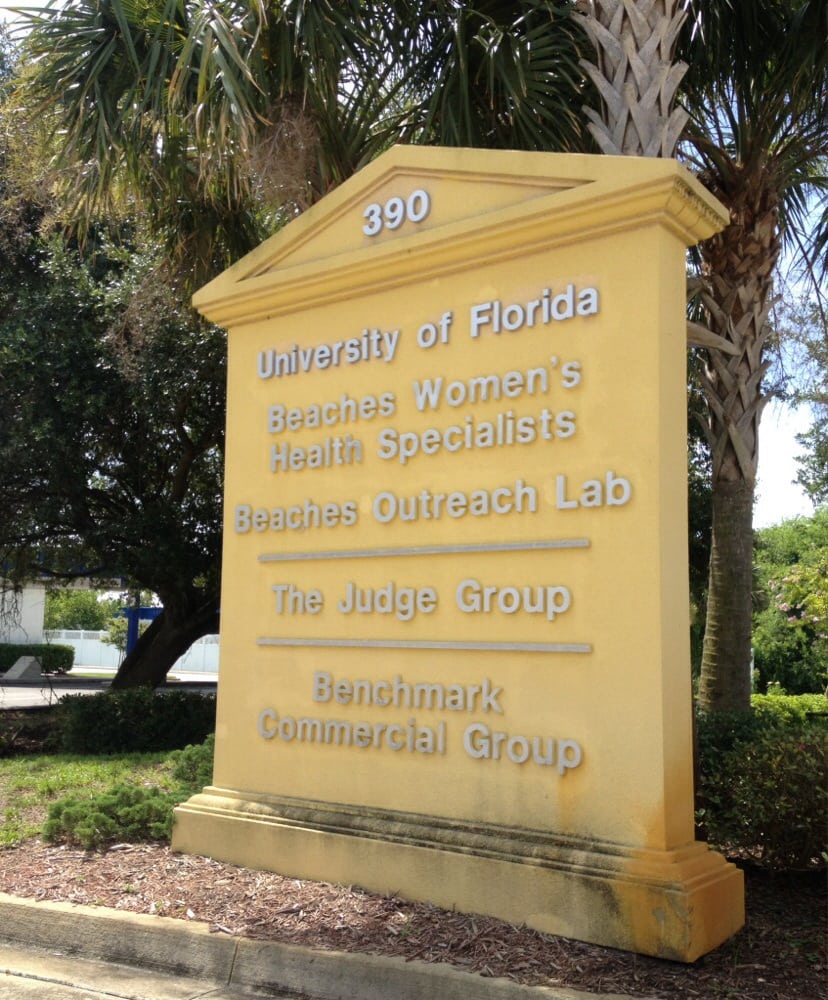 390
University of Florida
Beaches Women's
Health Specialists
Beaches Outreach Lab
The Judge Group
Benchmark
Commercial Group